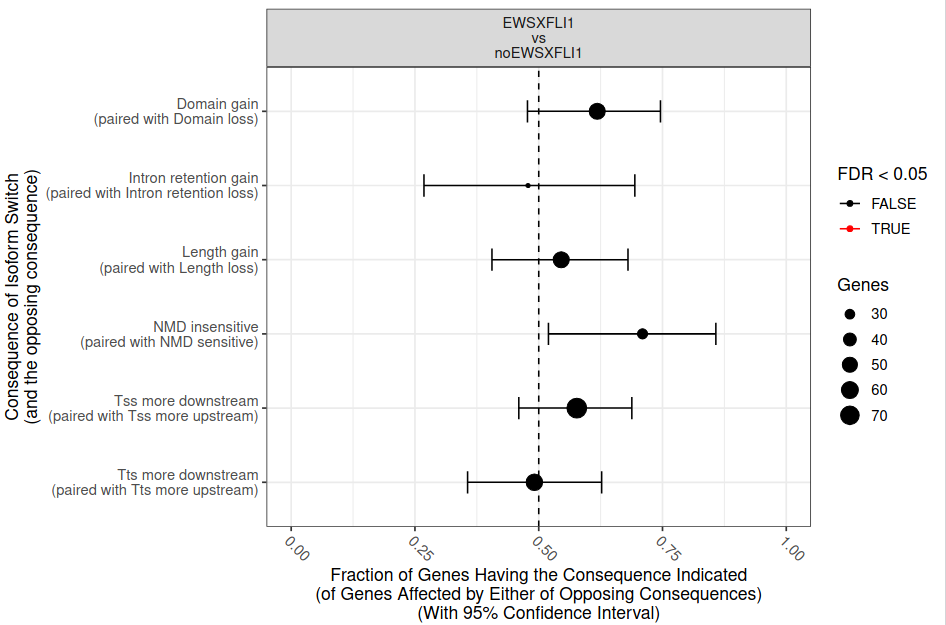 EWSXFLI1
vs
noEWSXFLI1
Consequence of Isoform Switch
(and the opposing consequence)
Domain gain
(paired with Domain loss)
Intron retention gain
(paired with Intron retention loss)
Length gain
(paired with Length loss)
NMD insensitive
(paired with NMD sensitive)
Tss more downstream
(paired with Tss more upstream)
Tts more downstream
(paired with Tts more upstream)
0.00
0.25
0.50
0.75
1.00
Fraction of Genes Having the Consequence Indicated
(of Genes Affected by Either of Opposing Consequences)
(With 95% Confidence Interval)
FDR < 0.05
FALSE
TRUE
Genes
30
40
50
60
70